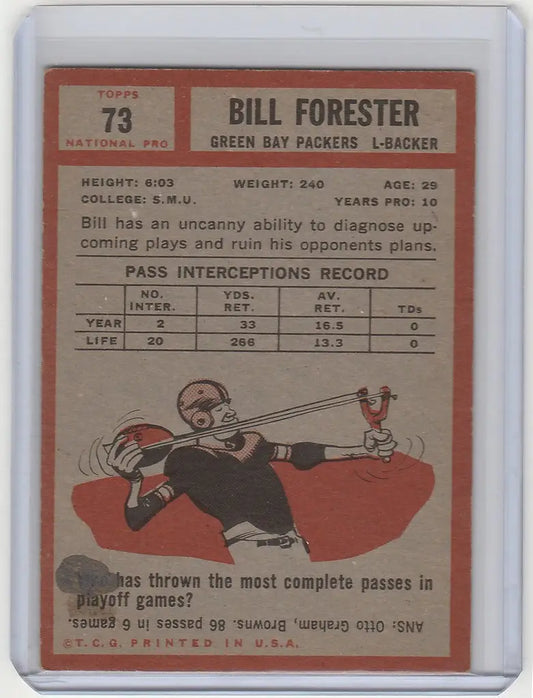 TOPPS
73
NATIONAL PRO
BILL FORESTER
GREEN BAY PACKERS L-BACKER
HEIGHT: 6:03 WEIGHT: 240 AGE: 29
COLLEGE: S.M.U. YEARS PRO: 10
Bill has an uncanny ability to diagnose up-
coming plays and ruin his opponents plans.
PASS INTERCEPTIONS RECORD
NO. INTER. YDS. RET. AV. RET. TDs
YEAR 2 33 16.5 0
LIFE 20 266 13.3 0
has thrown the most complete passes in
playoff games?
ANS: Otto Graham, Browns. 86 passes in 6 games.
©T.C.G. PRINTED IN U.S.A.